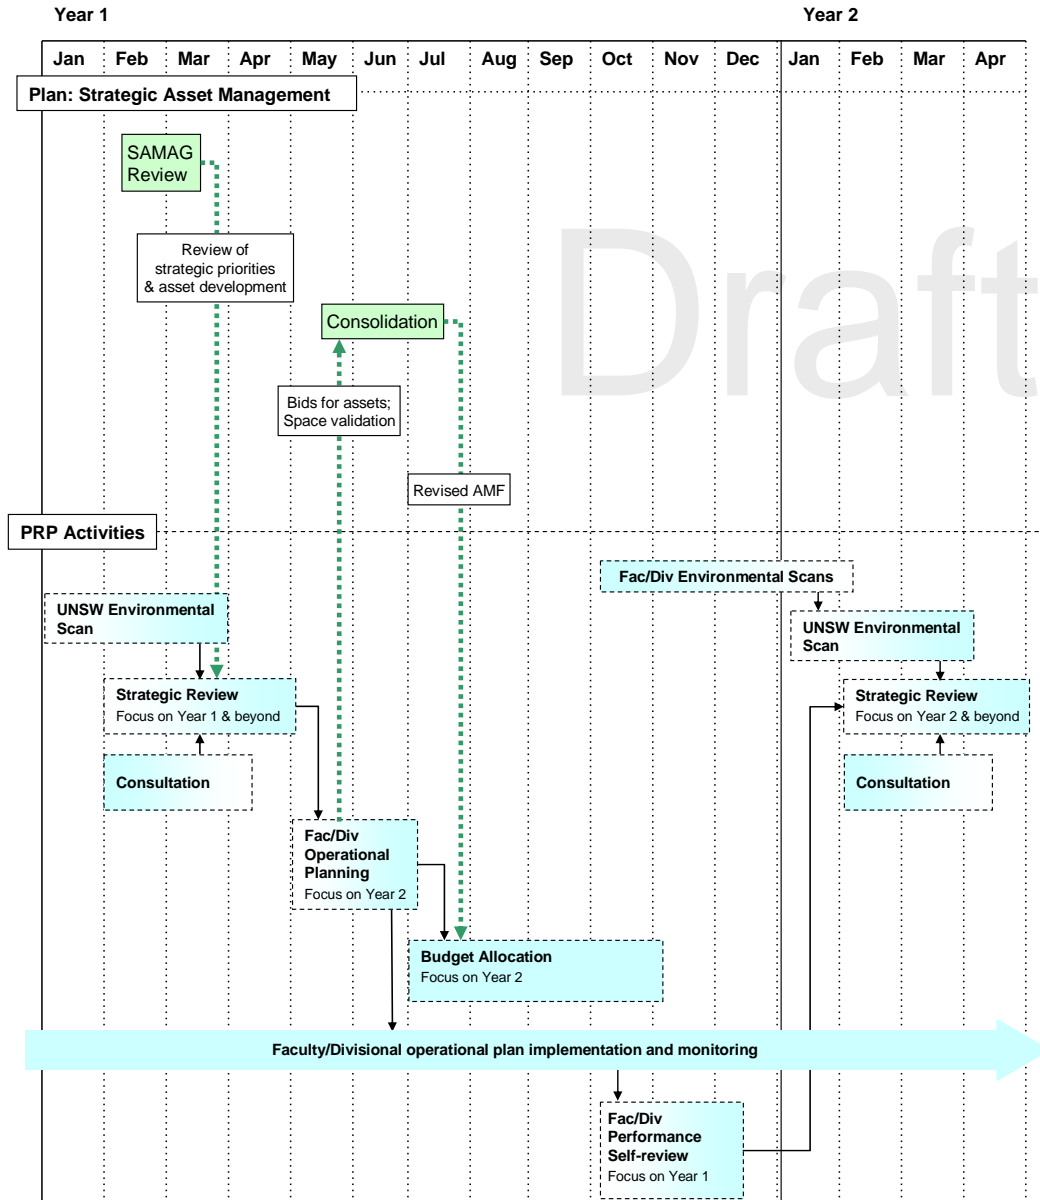 Year 1
Year 2
Jan
Feb
Mar
Apr
May
Jun
Jul
Aug
Sep
Oct
Nov
Dec
Jan
Feb
Mar
Apr
Plan: Strategic Asset Management
SAMAG
Review
Review of
strategic priorities
& asset development
Draft
Consolidation
Bids for assets;
Space validation
Revised AMF
PRP Activities
Fac/Div Environmental Scans
UNSW Environmental
Scan
UNSW Environmental
Scan
Strategic Review
Focus on Year 1 & beyond
Strategic Review
Focus on Year 2 & beyond
Consultation
Consultation
Fac/Div
Operational
Planning
Focus on Year 2
Budget Allocation
Focus on Year 2
Faculty/Divisional operational plan implementation and monitoring
Fac/Div
Performance
Self-review
Focus on Year 1